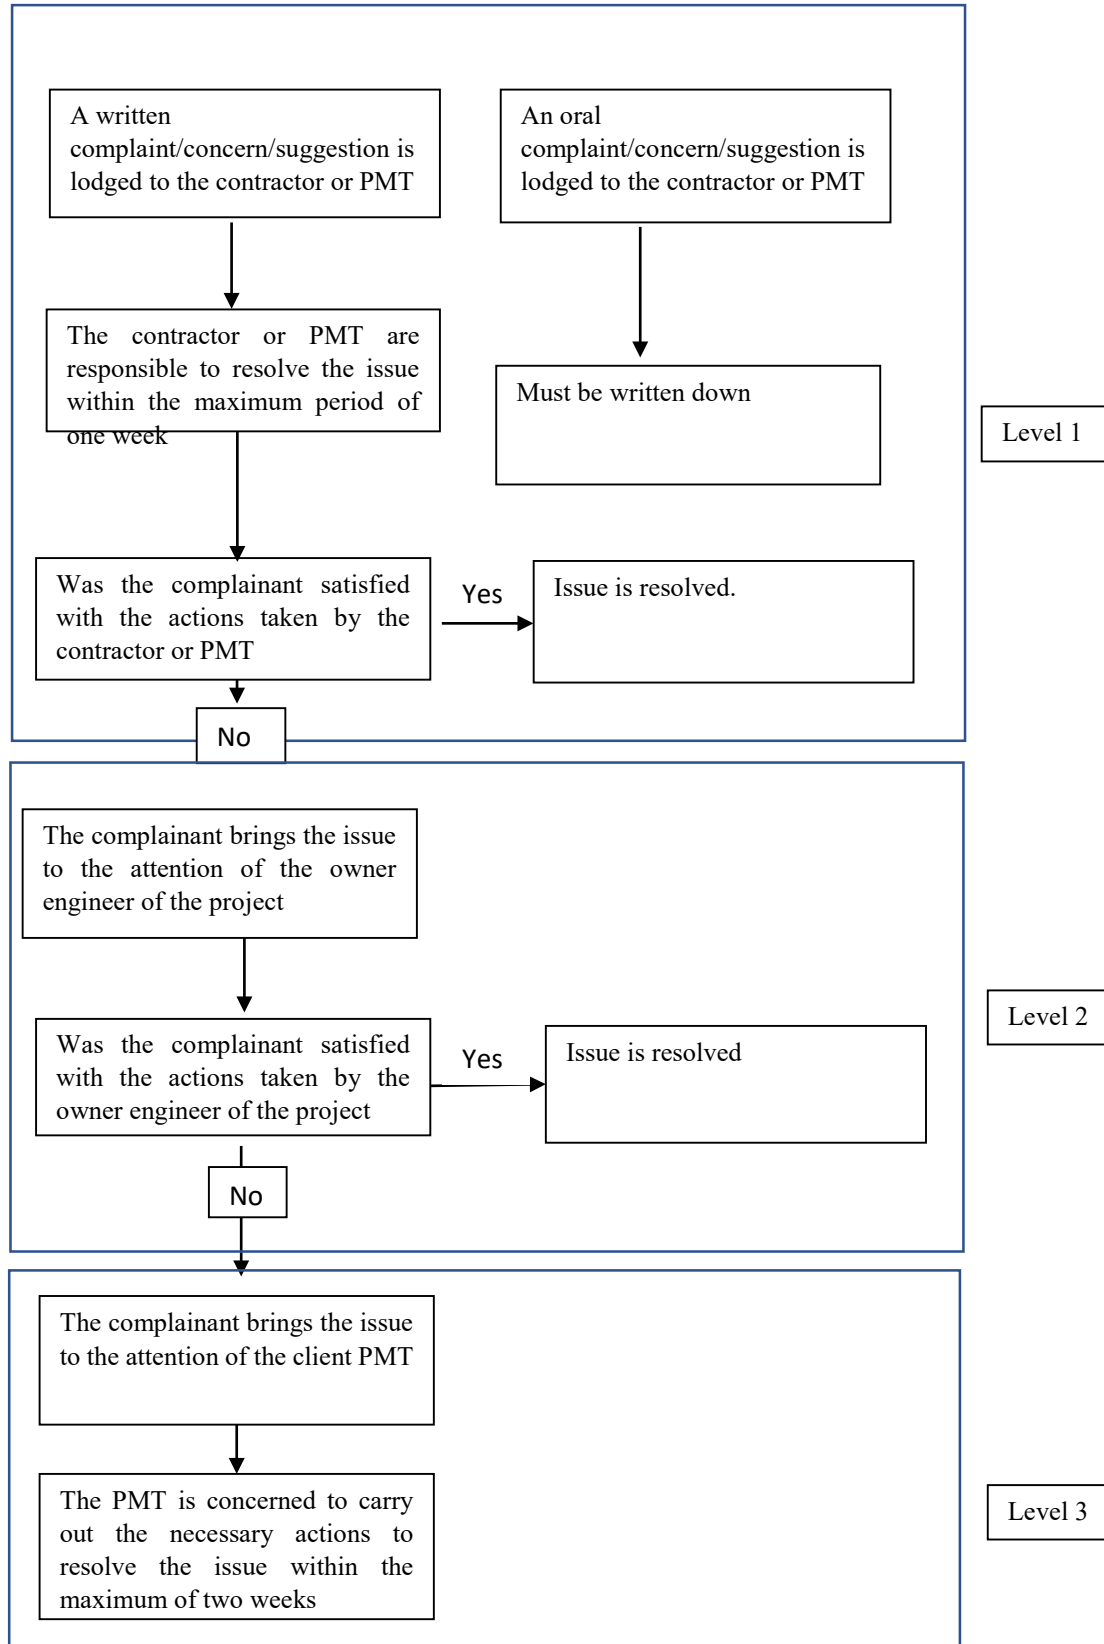 A written
complaint/concern/suggestion is
lodged to the contractor or PMT
An oral
complaint/concern/suggestion is
lodged to the contractor or PMT
The contractor or PMT are
responsible to resolve the issue
within the maximum period of
one week
Must be written down
Level 1
Was the complainant satisfied
with the actions taken by the
contractor or PMT
Yes
Issue is resolved.
No
The complainant brings the issue
to the attention of the owner
engineer of the project
Level 2
Was the complainant satisfied
with the actions taken by the
owner engineer of the project
Yes
Issue is resolved
No
The complainant brings the issue
to the attention of the client PMT
The PMT is concerned to carry
out the necessary actions to
resolve the issue within the
maximum of two weeks
Level 3